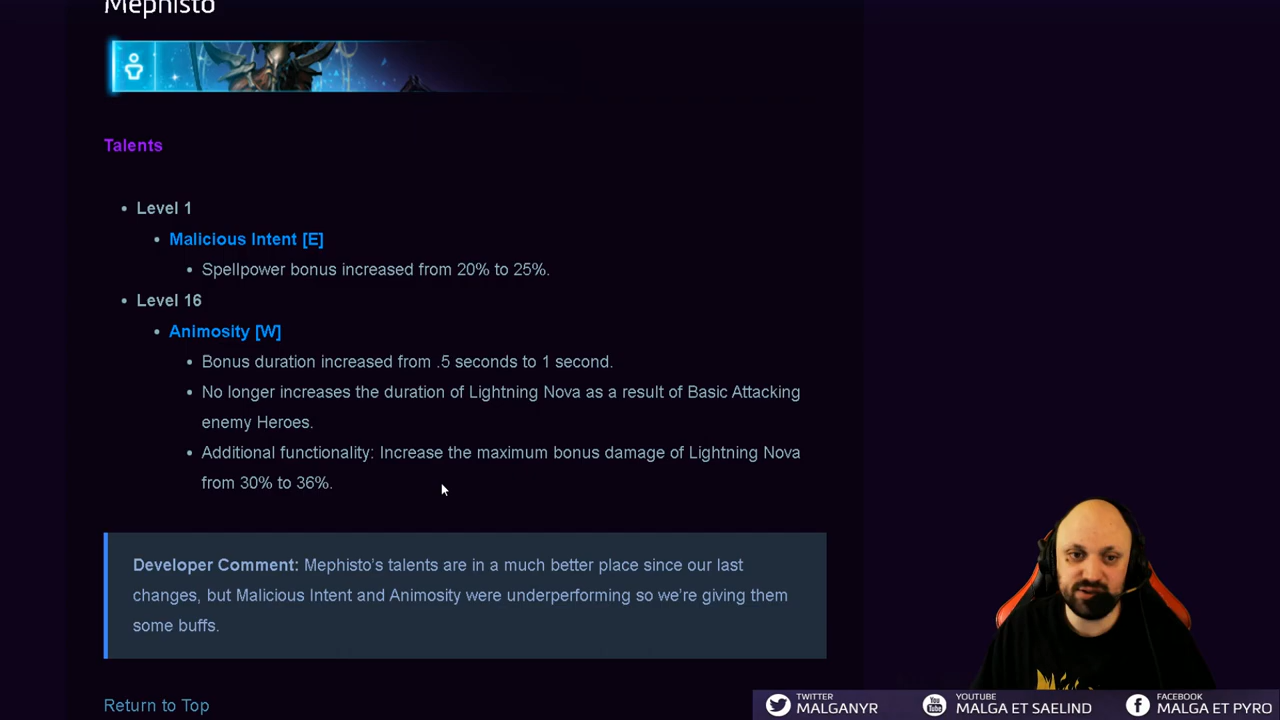 Mephisto
Talents
Level 1
Malicious Intent [E]
Spellpower bonus increased from 20% to 25%.
Level 16
Animosity [W]
Bonus duration increased from .5 seconds to 1 second.
No longer increases the duration of Lightning Nova as a result of Basic Attacking
enemy Heroes.
Additional functionality: Increase the maximum bonus damage of Lightning Nova
from 30% to 36%.
Developer Comment: Mephisto's talents are in a much better place since our last
changes, but Malicious Intent and Animosity were underperforming so we're giving them
some buffs.
Return to Top
TWITTER
MALGANYR
YOUTUBE
MALGA ET SAELIND
FACEBOOK
MALGA ET PYRO